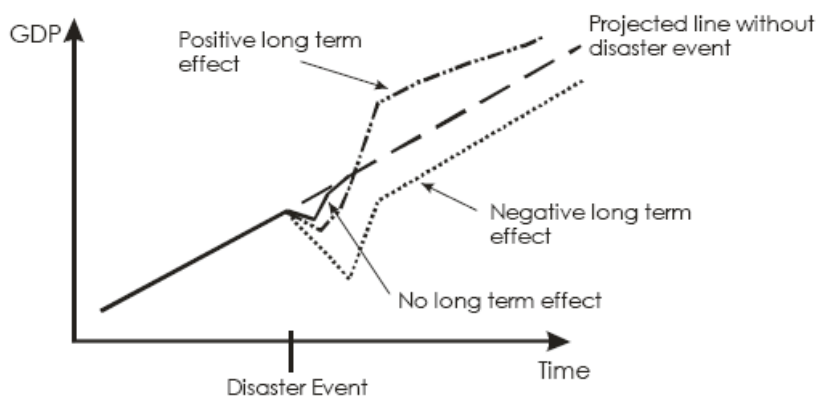 GDP
Positive long term
effect
Projected line without
disaster event
Negative long term
effect
No long term effect
Time
Disaster Event